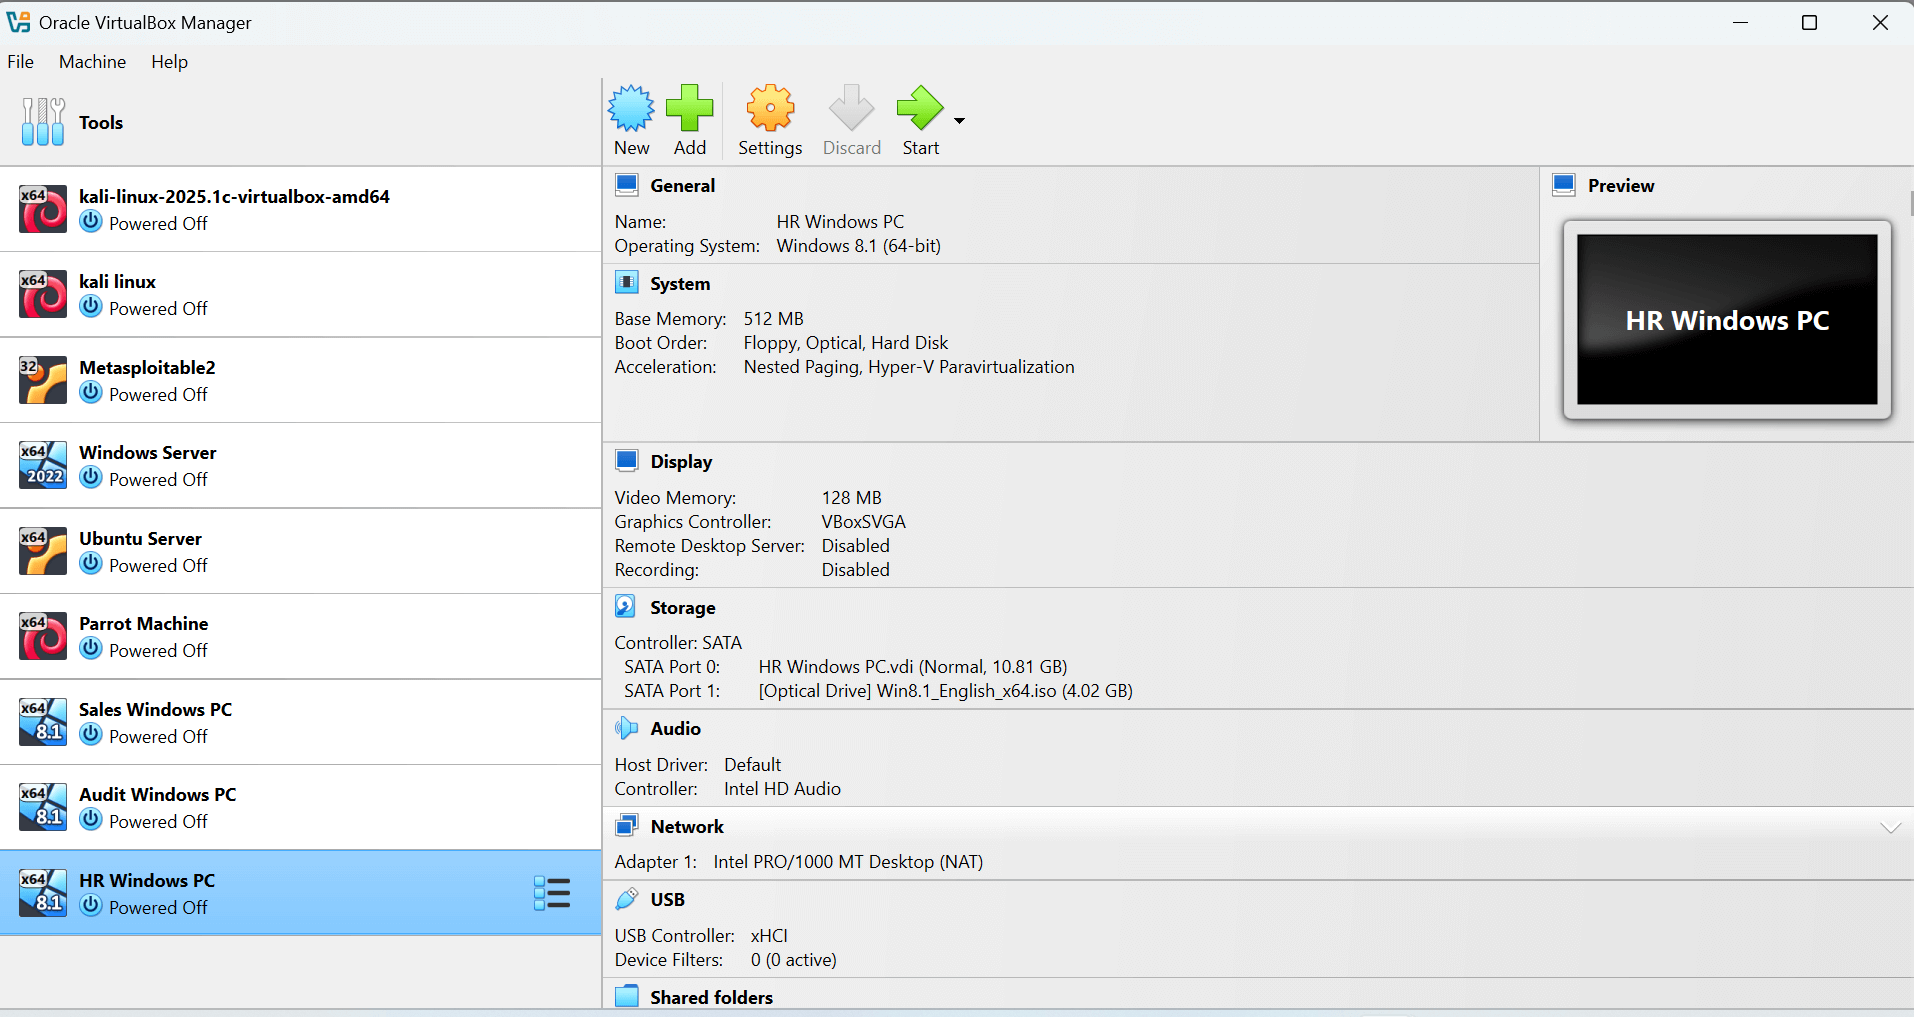 Oracle VirtualBox Manager
File Machine Help
Tools
New Add Settings Discard Start
x64 kali-linux-2025.1c-virtualbox-amd64
Powered Off
x64 kali linux
Powered Off
32 Metasploitable2
Powered Off
x64 2022 Windows Server
Powered Off
x64 Ubuntu Server
Powered Off
x64 Parrot Machine
Powered Off
x64 8.1 Sales Windows PC
Powered Off
x64 8.1 Audit Windows PC
Powered Off
x64 8.1 HR Windows PC
Powered Off
General
Name: HR Windows PC
Operating System: Windows 8.1 (64-bit)
System
Base Memory: 512 MB
Boot Order: Floppy, Optical, Hard Disk
Acceleration: Nested Paging, Hyper-V Paravirtualization
Preview
HR Windows PC
Display
Video Memory: 128 MB
Graphics Controller: VBoxSVGA
Remote Desktop Server: Disabled
Recording: Disabled
Storage
Controller: SATA
SATA Port 0: HR Windows PC.vdi (Normal, 10.81 GB)
SATA Port 1: [Optical Drive] Win8.1_English_x64.iso (4.02 GB)
Audio
Host Driver: Default
Controller: Intel HD Audio
Network
Adapter 1: Intel PRO/1000 MT Desktop (NAT)
USB
USB Controller: xHCI
Device Filters: 0 (0 active)
Shared folders